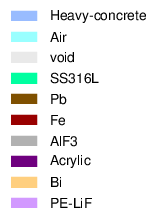 Heavy-concrete
Air
void
SS316L
Pb
Fe
AlF3
Acrylic
Bi
PE-LiF